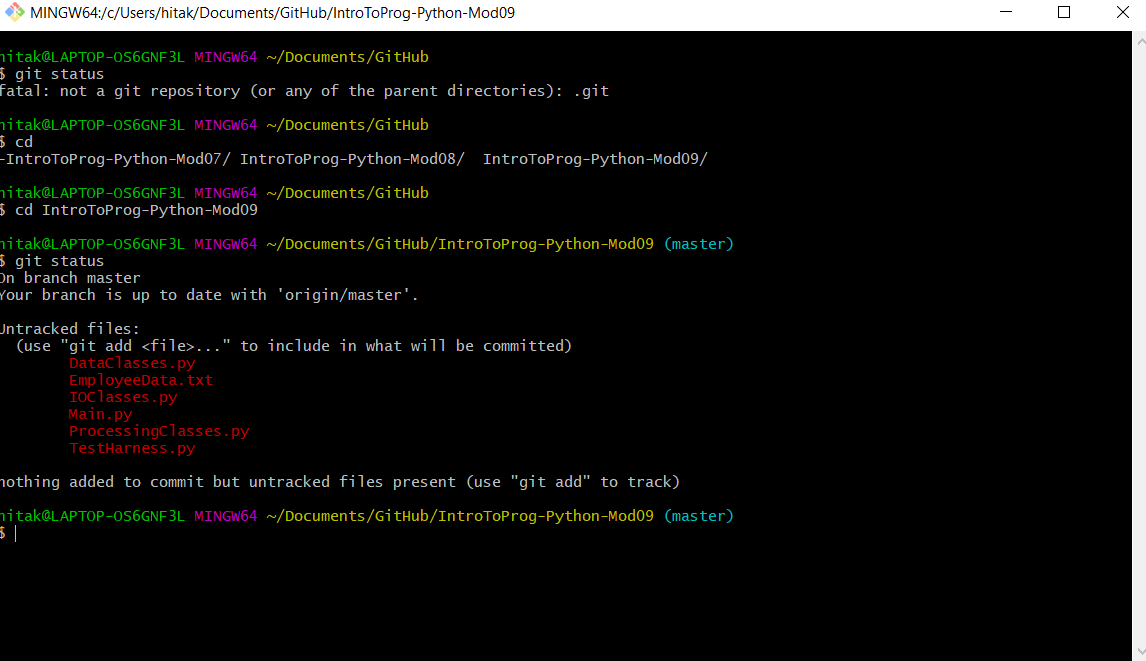 MINGW64:/c/Users/hitak/Documents/GitHub/IntroToProg-Python-Mod09
hitak@LAPTOP-OS6GNF3L MINGW64 ~/Documents/GitHub
$ git status
fatal: not a git repository (or any of the parent directories): .git
hitak@LAPTOP-OS6GNF3L MINGW64 ~/Documents/GitHub
$ cd
-IntroToProg-Python-Mod07/ IntroToProg-Python-Mod08/  IntroToProg-Python-Mod09/
hitak@LAPTOP-OS6GNF3L MINGW64 ~/Documents/GitHub
$ cd IntroToProg-Python-Mod09
hitak@LAPTOP-OS6GNF3L MINGW64 ~/Documents/GitHub/IntroToProg-Python-Mod09 (master)
$ git status
On branch master
Your branch is up to date with 'origin/master'.
Untracked files:
  (use "git add <file>..." to include in what will be committed)
        DataClasses.py
        EmployeeData.txt
        IOClasses.py
        Main.py
        ProcessingClasses.py
        TestHarness.py
nothing added to commit but untracked files present (use "git add" to track)
hitak@LAPTOP-OS6GNF3L MINGW64 ~/Documents/GitHub/IntroToProg-Python-Mod09 (master)
$